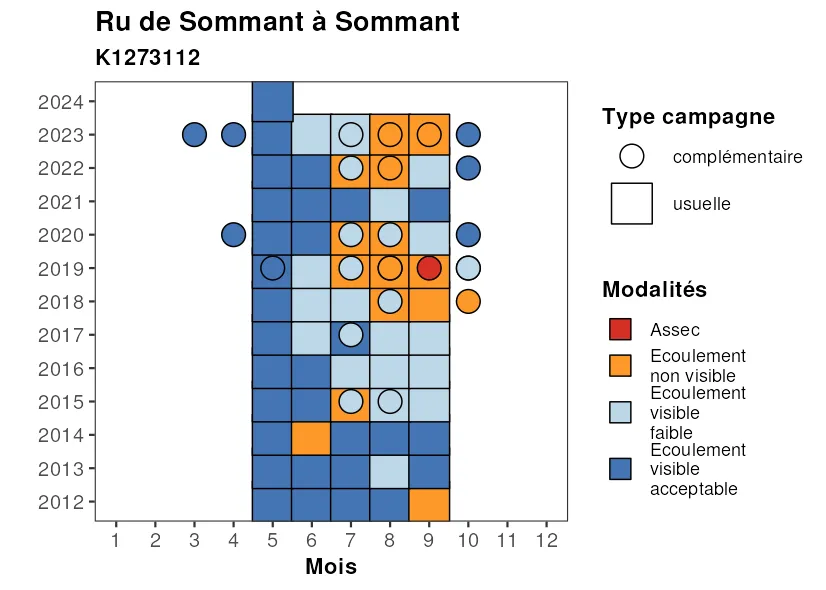 Ru de Sommant à Sommant
K1273112
2024
2023
2022
2021
2020
2019
2018
2017
2016
2015
2014
2013
2012
1 2 3 4 5 6 7 8 9 10 11 12
Mois
Type campagne
complémentaire
usuelle
Modalités
Assec
Ecoulement
non visible
Ecoulement
visible
faible
Ecoulement
visible
acceptable